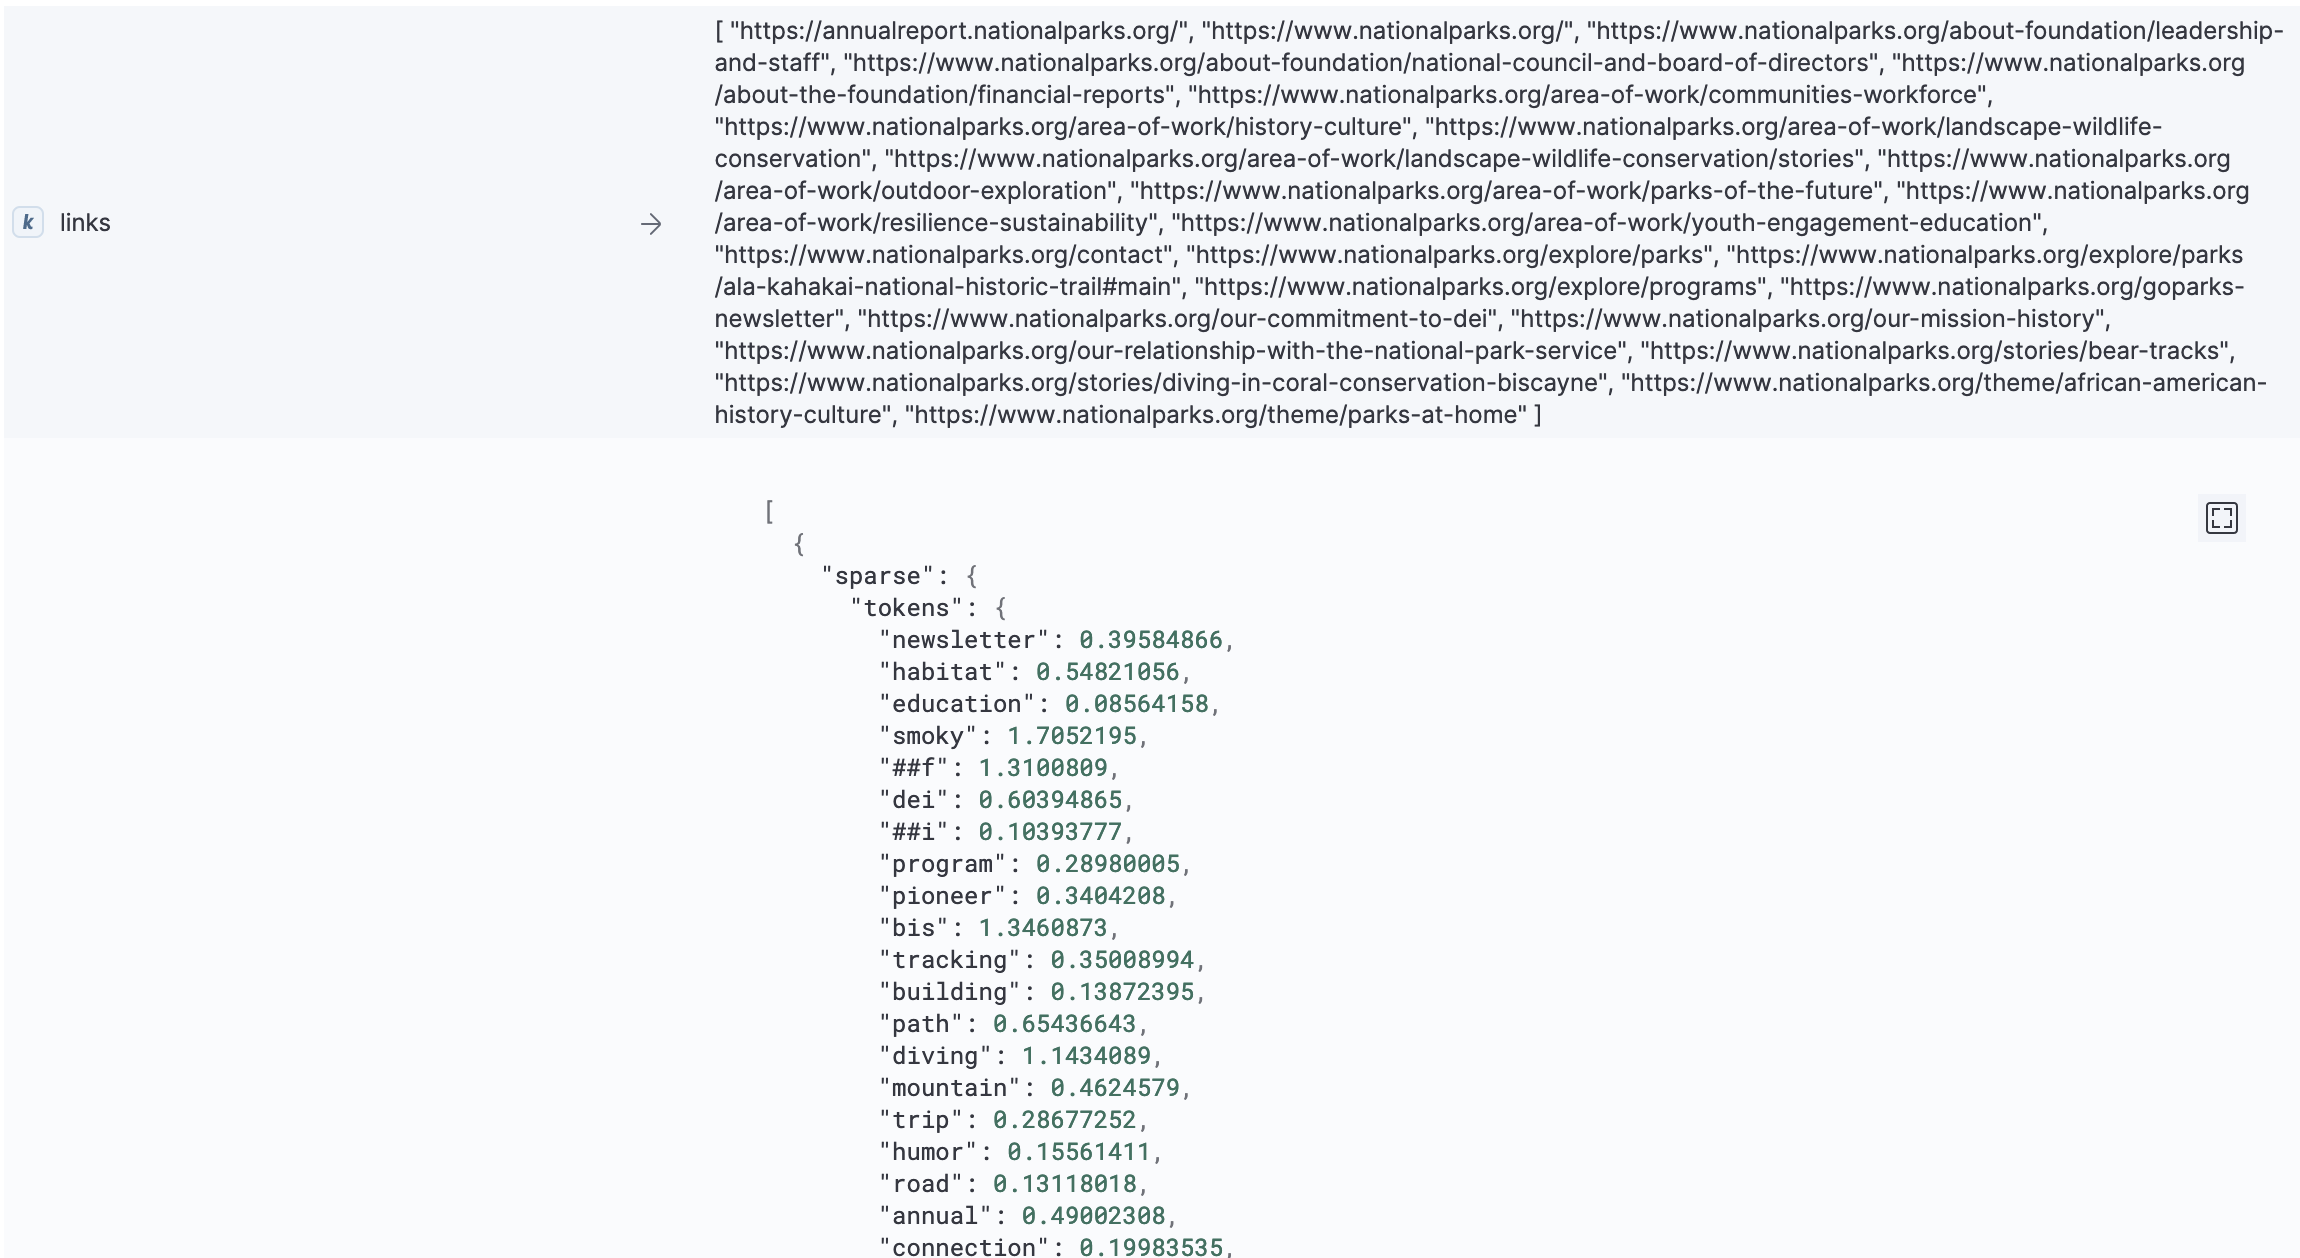 [ "https://annualreport.nationalparks.org/", "https://www.nationalparks.org/", "https://www.nationalparks.org/about-foundation/leadership-
and-staff", "https://www.nationalparks.org/about-foundation/national-council-and-board-of-directors", "https://www.nationalparks.org
/about-the-foundation/financial-reports", "https://www.nationalparks.org/area-of-work/communities-workforce",
"https://www.nationalparks.org/area-of-work/history-culture", "https://www.nationalparks.org/area-of-work/landscape-wildlife-
conservation", "https://www.nationalparks.org/area-of-work/landscape-wildlife-conservation/stories", "https://www.nationalparks.org
/area-of-work/outdoor-exploration", "https://www.nationalparks.org/area-of-work/parks-of-the-future", "https://www.nationalparks.org
k links → /area-of-work/resilience-sustainability", "https://www.nationalparks.org/area-of-work/youth-engagement-education",
"https://www.nationalparks.org/contact", "https://www.nationalparks.org/explore/parks", "https://www.nationalparks.org/explore/parks
/ala-kahakai-national-historic-trail#main", "https://www.nationalparks.org/explore/programs", "https://www.nationalparks.org/goparks-
newsletter", "https://www.nationalparks.org/our-commitment-to-dei", "https://www.nationalparks.org/our-mission-history",
"https://www.nationalparks.org/our-relationship-with-the-national-park-service", "https://www.nationalparks.org/stories/bear-tracks",
"https://www.nationalparks.org/stories/diving-in-coral-conservation-biscayne", "https://www.nationalparks.org/theme/african-american-
history-culture", "https://www.nationalparks.org/theme/parks-at-home" ]
[
{
"sparse": {
"tokens": {
"newsletter": 0.39584866,
"habitat": 0.54821056,
"education": 0.08564158,
"smoky": 1.7052195,
"##f": 1.3100809,
"dei": 0.60394865,
"##i": 0.10393777,
"program": 0.28980005,
"pioneer": 0.3404208,
"bis": 1.3460873,
"tracking": 0.35008994,
"building": 0.13872395,
"path": 0.65436643,
"diving": 1.1434089,
"mountain": 0.4624579,
"trip": 0.28677252,
"humor": 0.15561411,
"road": 0.13118018,
"annual": 0.49002308,
"connection": 0.19983535,